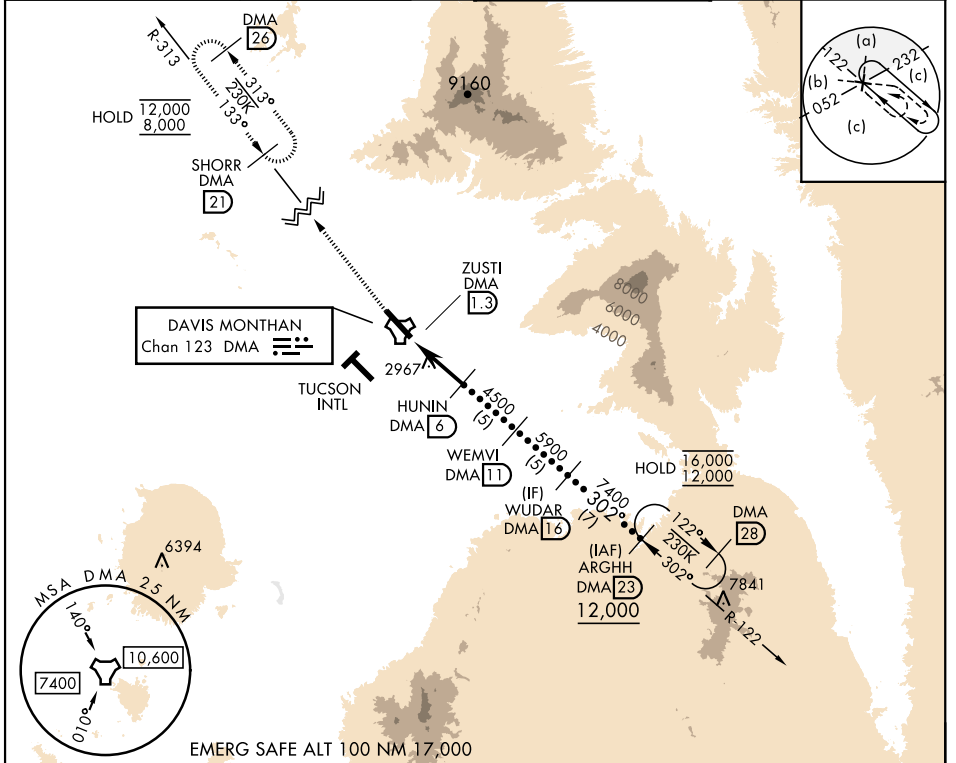 DMA
26
R-313
313°
230K
133°
HOLD 12,000
8,000
SHORR
DMA
21
9160
122
(a)
232
(b)
(c)
052
(c)
ZUSTI
DMA
1.3
8000
6000
4000
DAVIS MONTHAN
Chan 123 DMA
TUCSON
INTL
2967
HUNIN
DMA 6
4500
(5)
WEMVI
DMA 11
5900
(5)
(IF)
WUDAR
DMA 16
7400
302°
(7)
HOLD 16,000
12,000
122°
230K
302°
DMA
28
(IAF)
ARGHH
DMA 23
12,000
7841
R-122
6394
MSA DMA 25 NM
140°
10,600
7400
010°
EMERG SAFE ALT 100 NM 17,000